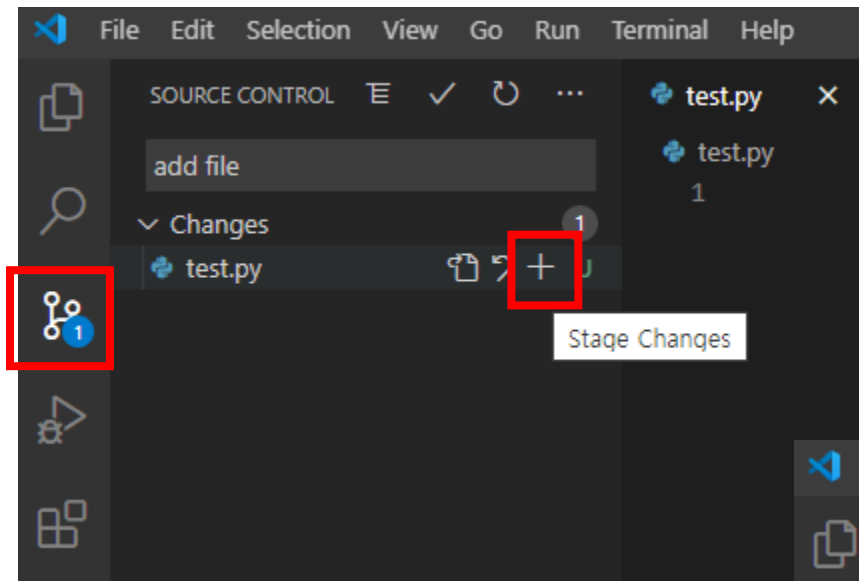 File Edit Selection View Go Run Terminal Help
SOURCE CONTROL
test.py
add file
test.py
1
Changes 1
test.py U
1
Stage Changes